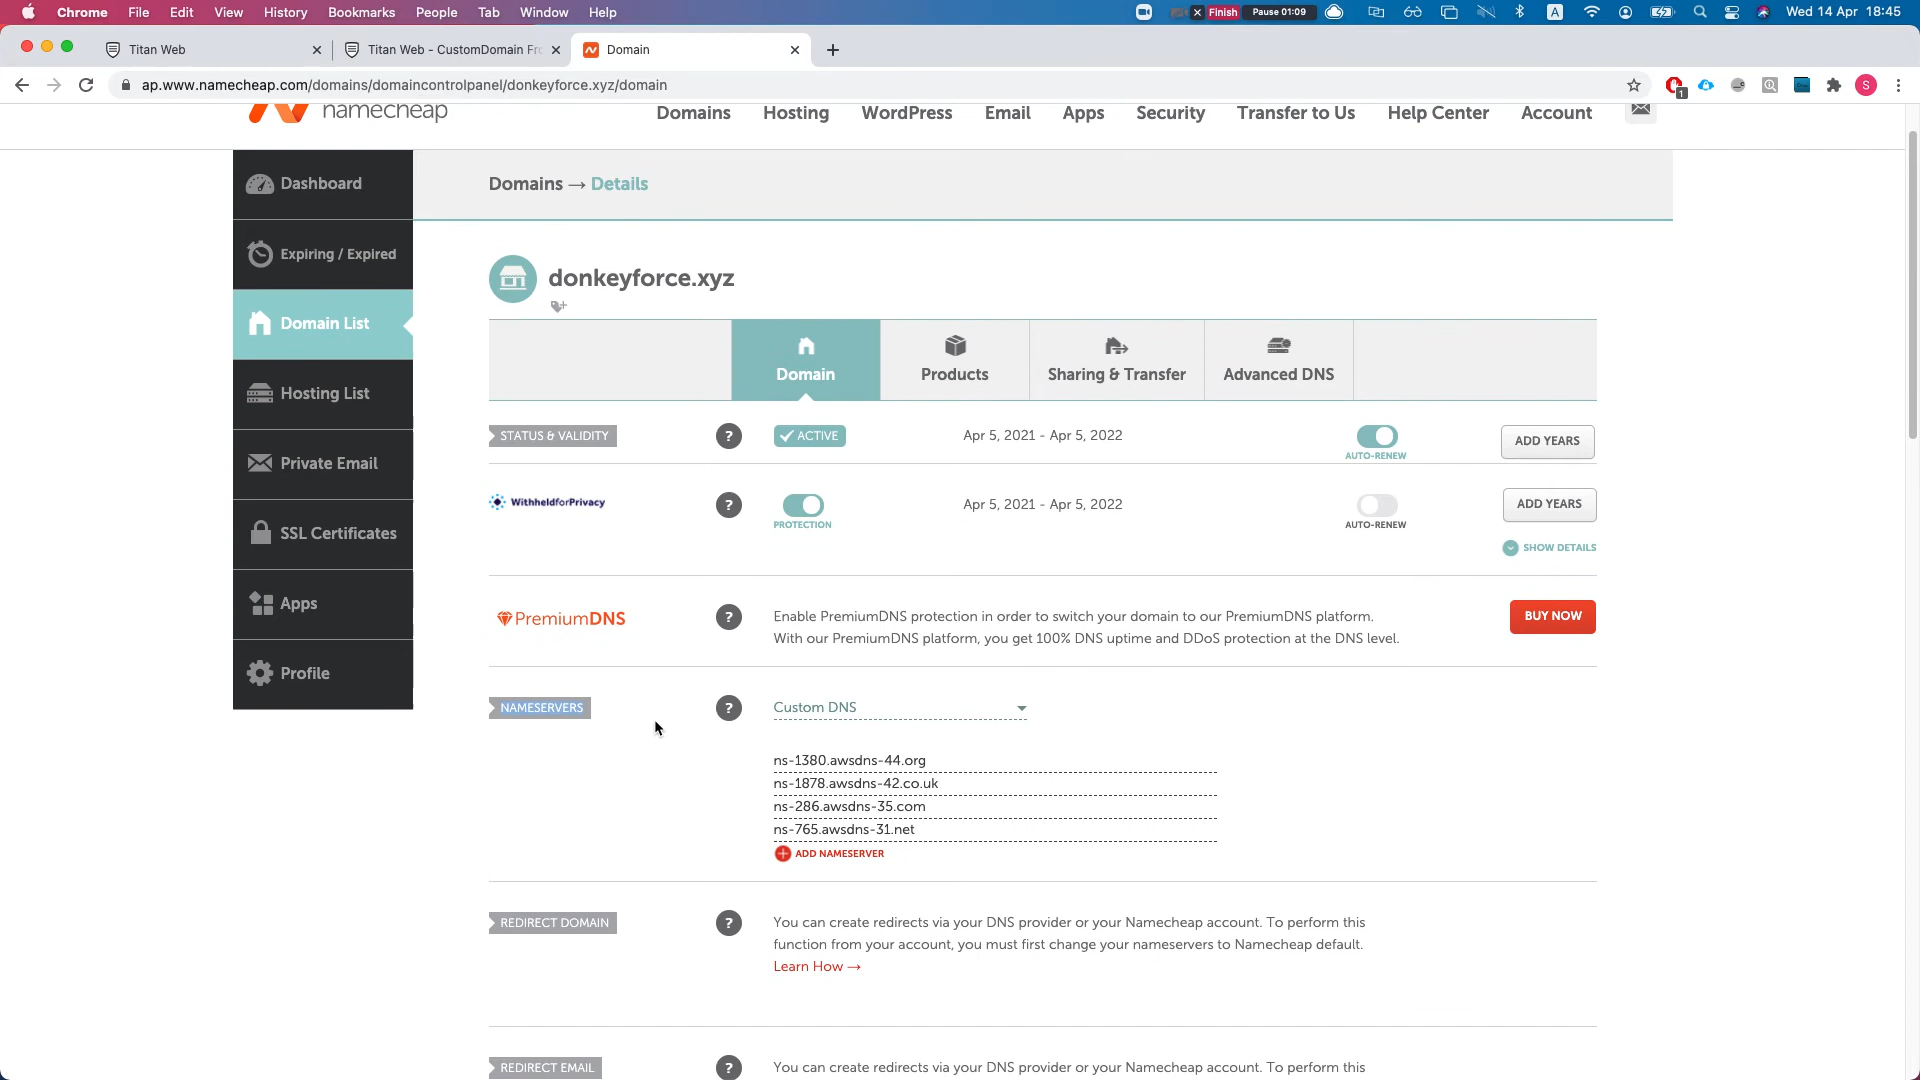 Chrome File Edit View History Bookmarks People Tab Window Help Finish Pause 01:09 A Wed 14 Apr 18:45
Titan Web Titan Web - CustomDomain Fro Domain
ap.www.namecheap.com/domains/domaincontrolpanel/donkeyforce.xyz/domain 1 S
namecheap Domains Hosting WordPress Email Apps Security Transfer to Us Help Center Account
Dashboard
Expiring / Expired
Domain List
Hosting List
Private Email
SSL Certificates
Apps
Profile
Domains → Details
donkeyforce.xyz
Domain Products Sharing & Transfer Advanced DNS
STATUS & VALIDITY ? ACTIVE Apr 5, 2021 - Apr 5, 2022 AUTO-RENEW ADD YEARS
WithheldforPrivacy ? PROTECTION Apr 5, 2021 - Apr 5, 2022 AUTO-RENEW ADD YEARS
SHOW DETAILS
PremiumDNS ? Enable PremiumDNS protection in order to switch your domain to our PremiumDNS platform. BUY NOW
With our PremiumDNS platform, you get 100% DNS uptime and DDoS protection at the DNS level.
NAMESERVERS ? Custom DNS
ns-1380.awsdns-44.org
ns-1878.awsdns-42.co.uk
ns-286.awsdns-35.com
ns-765.awsdns-31.net
ADD NAMESERVER
REDIRECT DOMAIN ? You can create redirects via your DNS provider or your Namecheap account. To perform this
function from your account, you must first change your nameservers to Namecheap default.
Learn How →
REDIRECT EMAIL ? You can create redirects via your DNS provider or your Namecheap account. To perform this